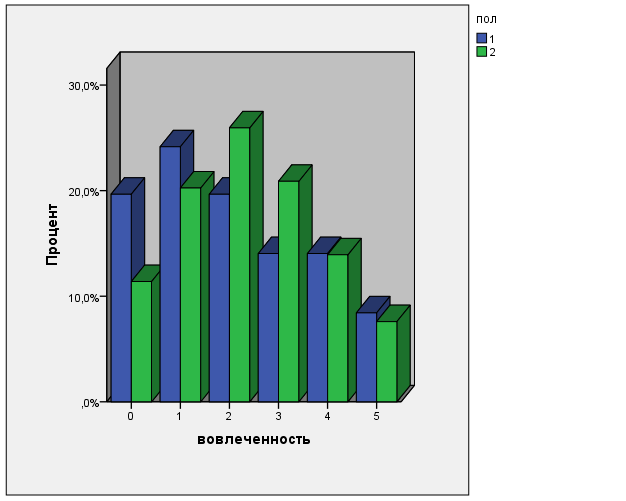 пол
1
2
30,0%
20,0%
10,0%
,0%
Процент
0 1 2 3 4 5
вовлеченность